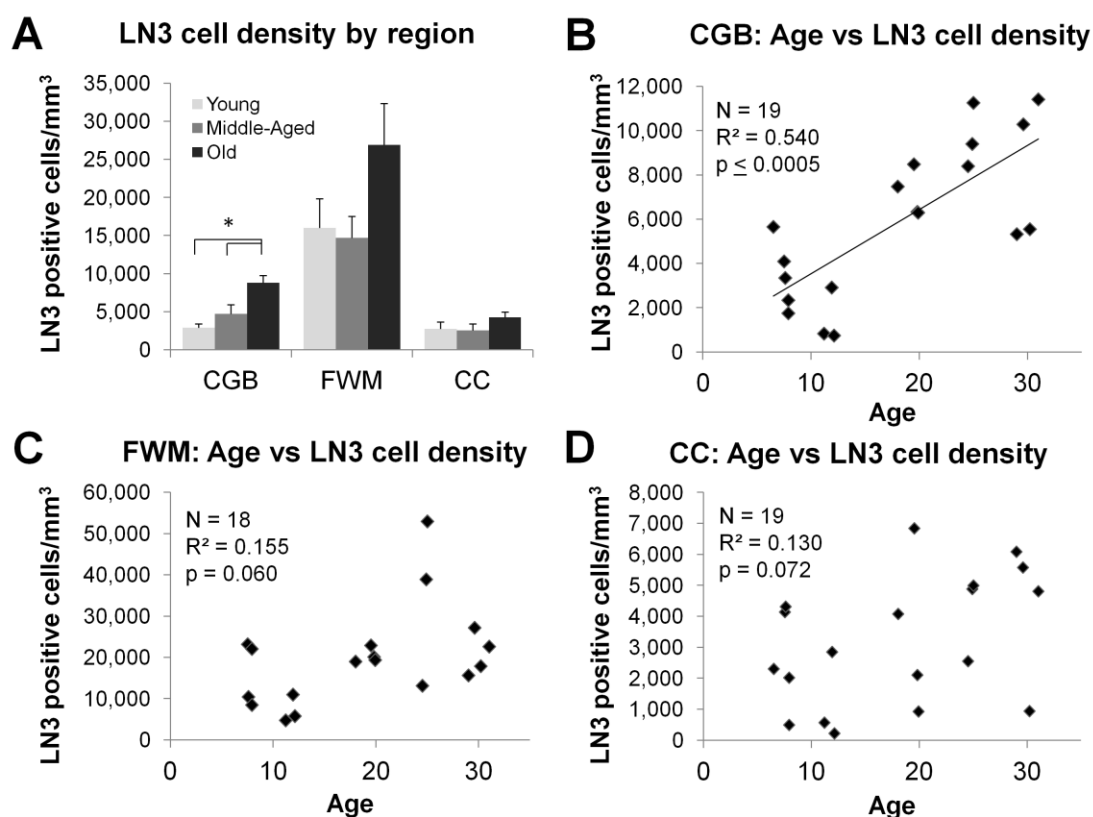 A
LN3 cell density by region
LN3 positive cells/mm³
35,000
30,000
25,000
20,000
15,000
10,000
5,000
0
Young
Middle-Aged
Old
*
CGB FWM CC
B
CGB: Age vs LN3 cell density
LN3 positive cells/mm³
12,000
10,000
8,000
6,000
4,000
2,000
0
N = 19
R² = 0.540
p ≤ 0.0005
0 10 20 30
Age
C
FWM: Age vs LN3 cell density
LN3 positive cells/mm³
60,000
50,000
40,000
30,000
20,000
10,000
0
N = 18
R² = 0.155
p = 0.060
0 10 20 30
Age
D
CC: Age vs LN3 cell density
LN3 positive cells/mm³
8,000
7,000
6,000
5,000
4,000
3,000
2,000
1,000
0
N = 19
R² = 0.130
p = 0.072
0 10 20 30
Age